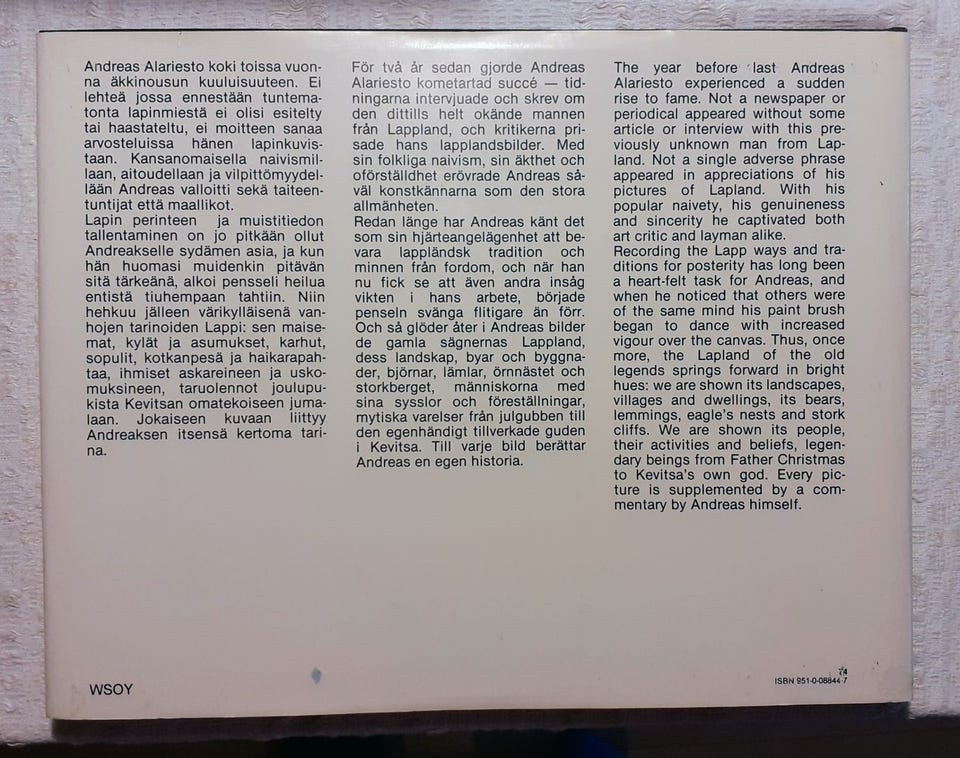 Andreas Alariesto koki toissa vuon-
na äkkinousun kuuluisuuteen. Ei
lehteä jossa ennestään tuntema-
tonta lapinmiestä ei olisi esitelty
tai haastateltu, ei moitteen sanaa
arvosteluissa hänen lapinkuvis-
taan. Kansanomaisella naivismil-
laan, aitoudellaan ja vilpittömyydel-
lään Andreas valloitti sekä taiteen-
tuntijat että maallikot.
Lapin perinteen ja muistitiedon
tallentaminen on jo pitkään ollut
Andreakselle sydämen asia, ja kun
hän huomasi muidenkin pitävän
sitä tärkeänä, alkoi pensseli heilua
entistä tiuhempaan tahtiin. Niin
hehkuu jälleen värikylläisenä van-
hojen tarinoiden Lappi: sen maise-
mat, kylät ja asumukset, karhut,
sopulit, kotkanpesä ja haikarapah-
taa, ihmiset askareineen ja usko-
muksineen, taruolennot joulupu-
kista Kevitsan omatekoiseen juma-
laan. Jokaiseen kuvaan liittyy
Andreaksen itsensä kertoma tari-
na.
För två år sedan gjorde Andreas
Alariesto kometartad succé — tid-
ningarna intervjuade och skrev om
den dittills helt okände mannen
från Lappland, och kritikerna pri-
sade hans lapplandsbilder. Med
sin folkliga naivism, sin äkthet och
oförställdhet erövrade Andreas så-
väl konstkännarna som den stora
allmänheten.
Redan länge har Andreas känt det
som sin hjärteangelägenhet att be-
vara lappländsk tradition och
minnen från fordom, och när han
nu fick se att även andra insåg
vikten i hans arbete, började
penseln svänga flitigare än förr.
Och så glöder åter i Andreas bilder
de gamla sägnernas Lappland,
dess landskap, byar och byggna-
der, björnar, lämlar, örnnästet och
storkberget, människorna med
sina sysslor och föreställningar,
mytiska varelser från julgubben till
den egenhändigt tillverkade guden
i Kevitsa. Till varje bild berättar
Andreas en egen historia.
The year before last Andreas
Alariesto experienced a sudden
rise to fame. Not a newspaper or
periodical appeared without some
article or interview with this pre-
viously unknown man from Lap-
land. Not a single adverse phrase
appeared in appreciations of his
pictures of Lapland. With his
popular naivety, his genuineness
and sincerity he captivated both
art critic and layman alike.
Recording the Lapp ways and tra-
ditions for posterity has long been
a heart-felt task for Andreas, and
when he noticed that others were
of the same mind his paint brush
began to dance with increased
vigour over the canvas. Thus, once
more, the Lapland of the old
legends springs forward in bright
hues: we are shown its landscapes,
villages and dwellings, its bears,
lemmings, eagle's nests and stork
cliffs. We are shown its people,
their activities and beliefs, legen-
dary beings from Father Christmas
to Kevitsa's own god. Every pic-
ture is supplemented by a com-
mentary by Andreas himself.
WSOY
ISBN 951-0-08844-7